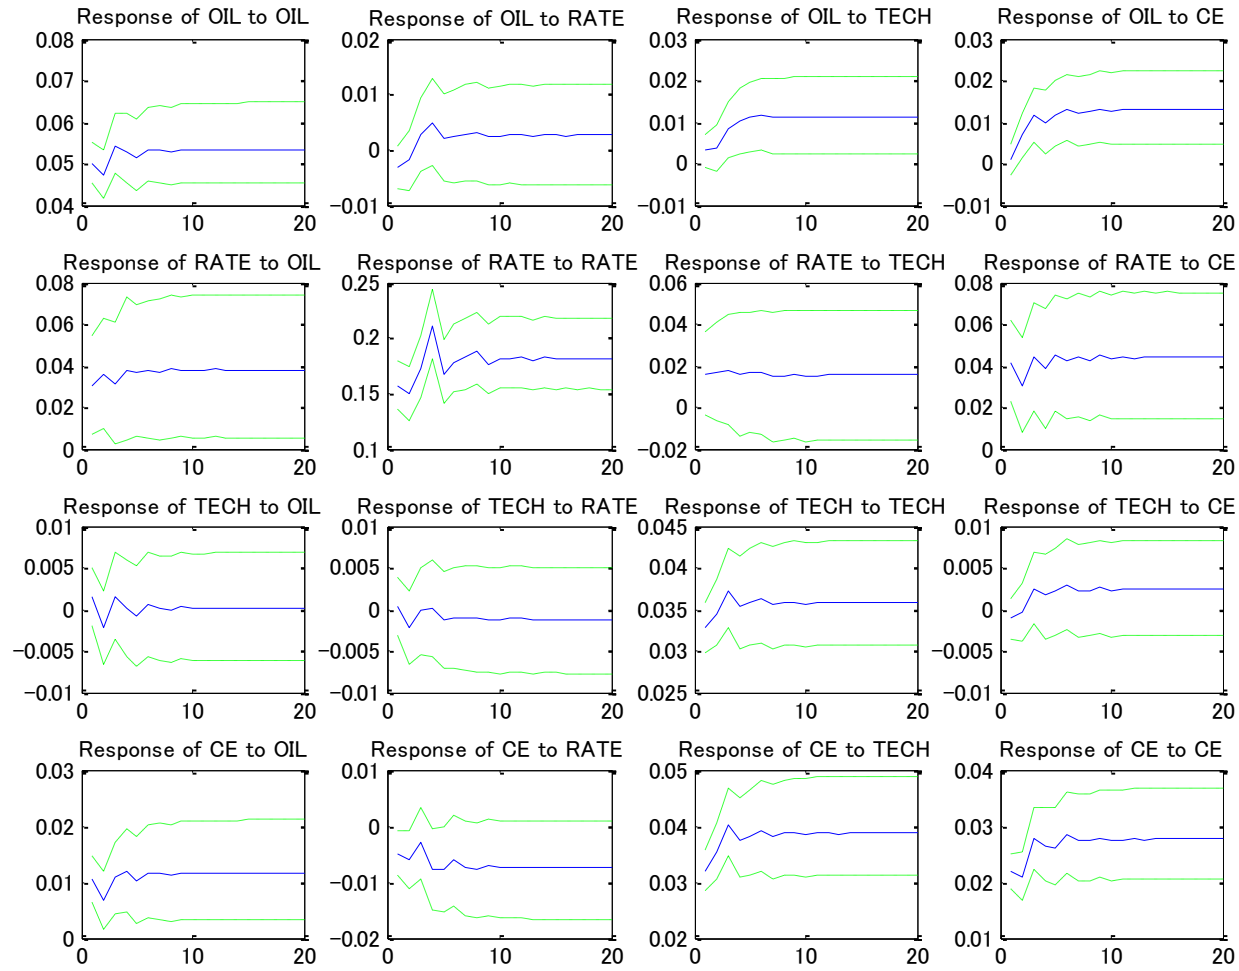 Response of OIL to OIL
Response of OIL to RATE
Response of OIL to TECH
Response of OIL to CE
0.08
0.07
0.06
0.05
0.04
0 10 20
0.02
0.01
0
−0.01
0 10 20
0.03
0.02
0.01
0
−0.01
0 10 20
0.03
0.02
0.01
0
−0.01
0 10 20
Response of RATE to OIL
Response of RATE to RATE
Response of RATE to TECH
Response of RATE to CE
0.08
0.06
0.04
0.02
0
0 10 20
0.25
0.2
0.15
0.1
0 10 20
0.06
0.04
0.02
0
−0.02
0 10 20
0.08
0.06
0.04
0.02
0
0 10 20
Response of TECH to OIL
Response of TECH to RATE
Response of TECH to TECH
Response of TECH to CE
0.01
0.005
0
−0.005
−0.01
0 10 20
0.01
0.005
0
−0.005
−0.01
0 10 20
0.045
0.04
0.035
0.03
0.025
0 10 20
0.01
0.005
0
−0.005
−0.01
0 10 20
Response of CE to OIL
Response of CE to RATE
Response of CE to TECH
Response of CE to CE
0.03
0.02
0.01
0
0 10 20
0.01
0
−0.01
−0.02
0 10 20
0.05
0.04
0.03
0.02
0 10 20
0.04
0.03
0.02
0.01
0 10 20